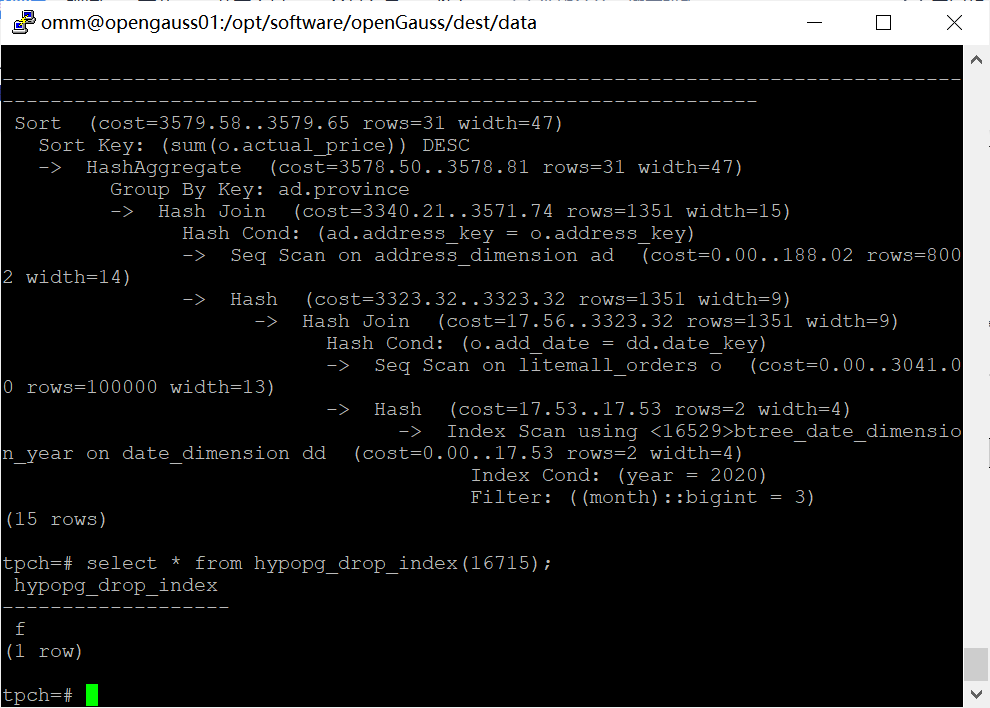 omm@opengauss01:/opt/software/openGauss/dest/data
--------------------------------------------------------------------------------
---------------------------------------------------------------
 Sort  (cost=3579.58..3579.65 rows=31 width=47)
   Sort Key: (sum(o.actual_price)) DESC
   ->  HashAggregate  (cost=3578.50..3578.81 rows=31 width=47)
         Group By Key: ad.province
         ->  Hash Join  (cost=3340.21..3571.74 rows=1351 width=15)
               Hash Cond: (ad.address_key = o.address_key)
               ->  Seq Scan on address_dimension ad  (cost=0.00..188.02 rows=800
2 width=14)
               ->  Hash  (cost=3323.32..3323.32 rows=1351 width=9)
                     ->  Hash Join  (cost=17.56..3323.32 rows=1351 width=9)
                           Hash Cond: (o.add_date = dd.date_key)
                           ->  Seq Scan on litemall_orders o  (cost=0.00..3041.0
0 rows=100000 width=13)
                           ->  Hash  (cost=17.53..17.53 rows=2 width=4)
                                 ->  Index Scan using <16529>btree_date_dimensio
n_year on date_dimension dd  (cost=0.00..17.53 rows=2 width=4)
                                       Index Cond: (year = 2020)
                                       Filter: ((month)::bigint = 3)
(15 rows)
tpch=# select * from hypopg_drop_index(16715);
 hypopg_drop_index
-------------------
 f
(1 row)
tpch=#